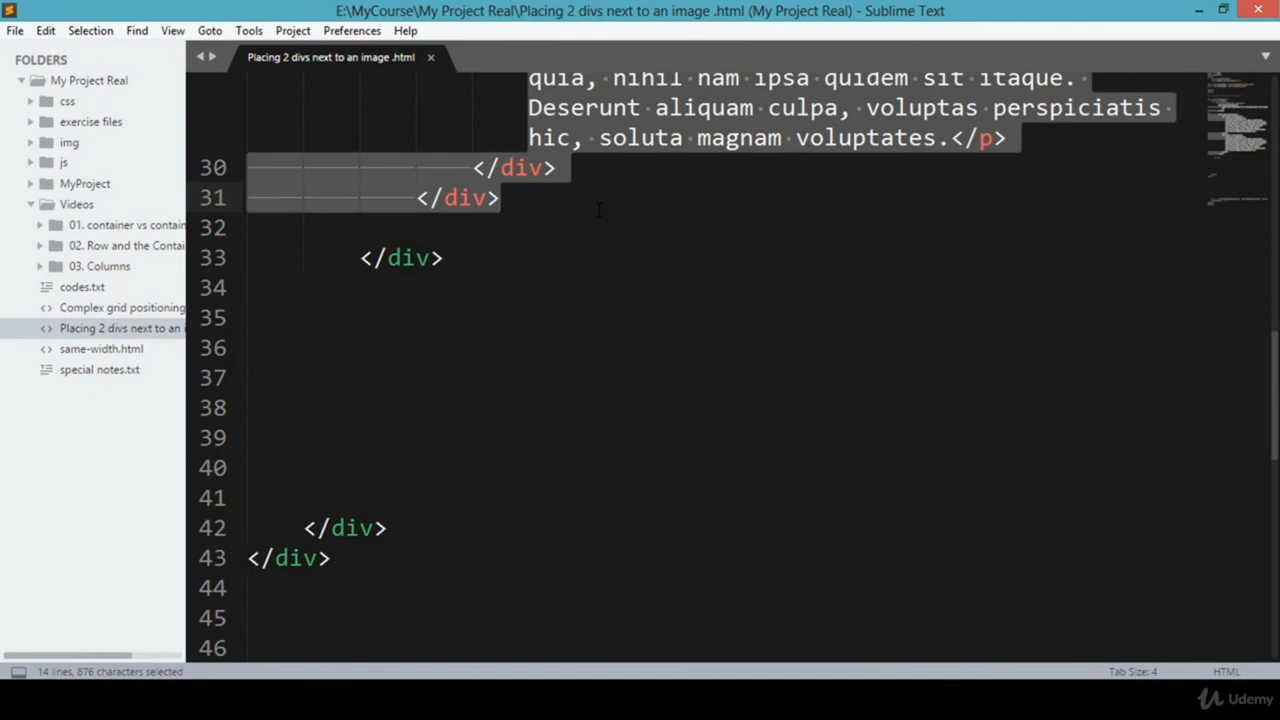 E:\MyCourse\My Project Real\Placing 2 divs next to an image .html (My Project Real) - Sublime Text
File Edit Selection Find View Goto Tools Project Preferences Help
FOLDERS
My Project Real
css
exercise files
img
js
MyProject
Videos
01. container vs contain
02. Row and the Contai
03. Columns
codes.txt
Complex grid positioning
Placing 2 divs next to an i
same-width.html
special notes.txt
Placing 2 divs next to an image .html
quia, nihil nam ipsa quidem sit itaque.
Deserunt aliquam culpa, voluptas perspiciatis
hic, soluta magnam voluptates.</p>
30 </div>
31 </div>
32
33 </div>
34
35
36
37
38
39
40
41
42 </div>
43 </div>
44
45
46
14 lines, 876 characters selected
Tab Size: 4
HTML
Udemy